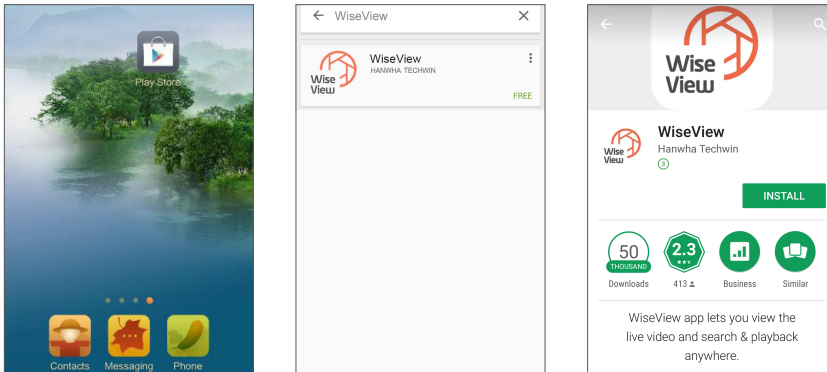 Play Store
Contacts
Messaging
Phone
WiseView
Wise
View
WiseView
HANWHA TECHWIN
FREE
Wise
View
Wise
View
WiseView
Hanwha Techwin
3
INSTALL
50
THOUSAND
Downloads
2.3
413
Business
Similar
WiseView app lets you view the
live video and search & playback
anywhere.